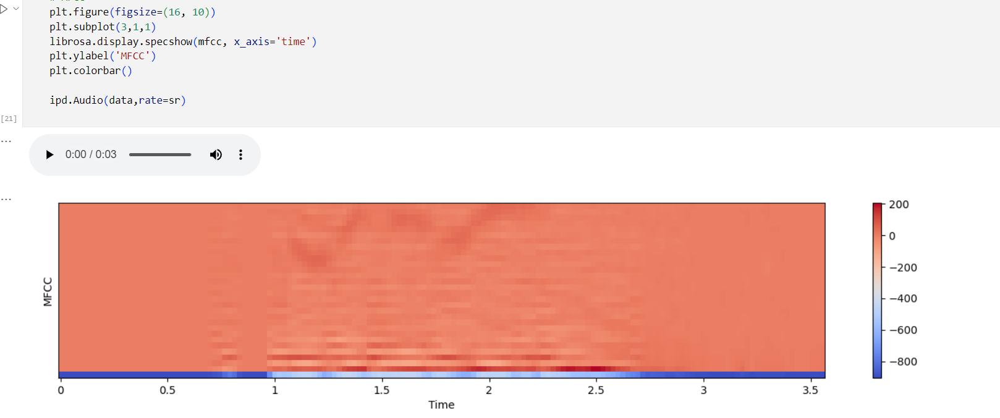 plt.figure(figsize=(16, 10))
plt.subplot(3,1,1)
librosa.display.specshow(mfcc, x_axis='time')
plt.ylabel('MFCC')
plt.colorbar()
ipd.Audio(data,rate=sr)
[21]
...
0:00 / 0:03
...
MFCC
200
0
−200
−400
−600
−800
0 0.5 1 1.5 2 2.5 3 3.5
Time